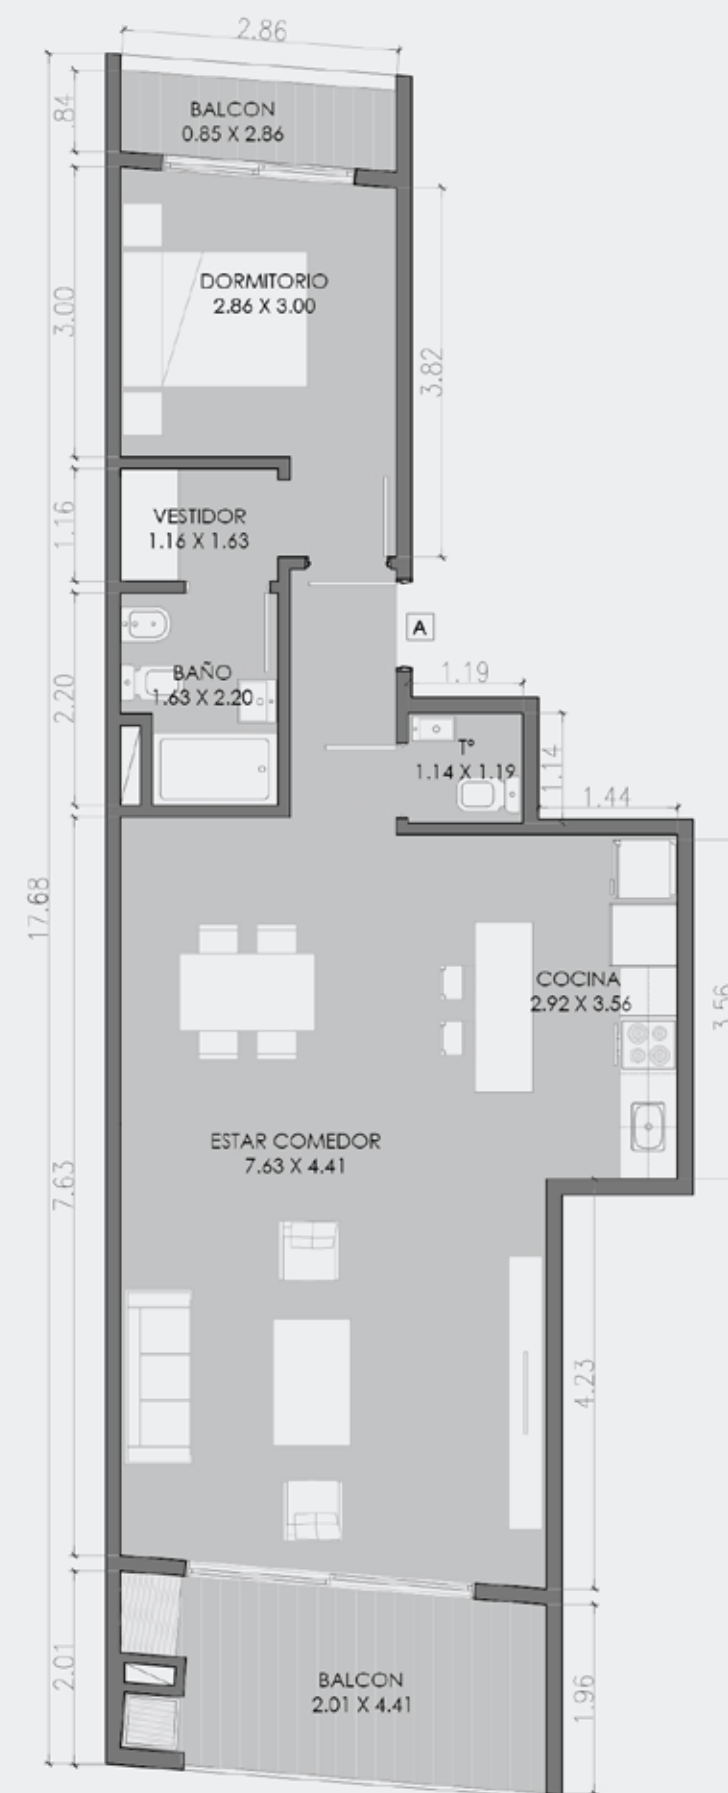 2.86
.84
BALCON
0.85 X 2.86
DORMITORIO
2.86 X 3.00
3.00
3.82
VESTIDOR
1.16 X 1.63
1.16
A
BAÑO
1.63 X 2.20
2.20
1.19
T°
1.14 X 1.19
1.14
1.44
17.68
COCINA
2.92 X 3.56
3.56
ESTAR COMEDOR
7.63 X 4.41
7.63
4.23
BALCON
2.01 X 4.41
2.01
1.96